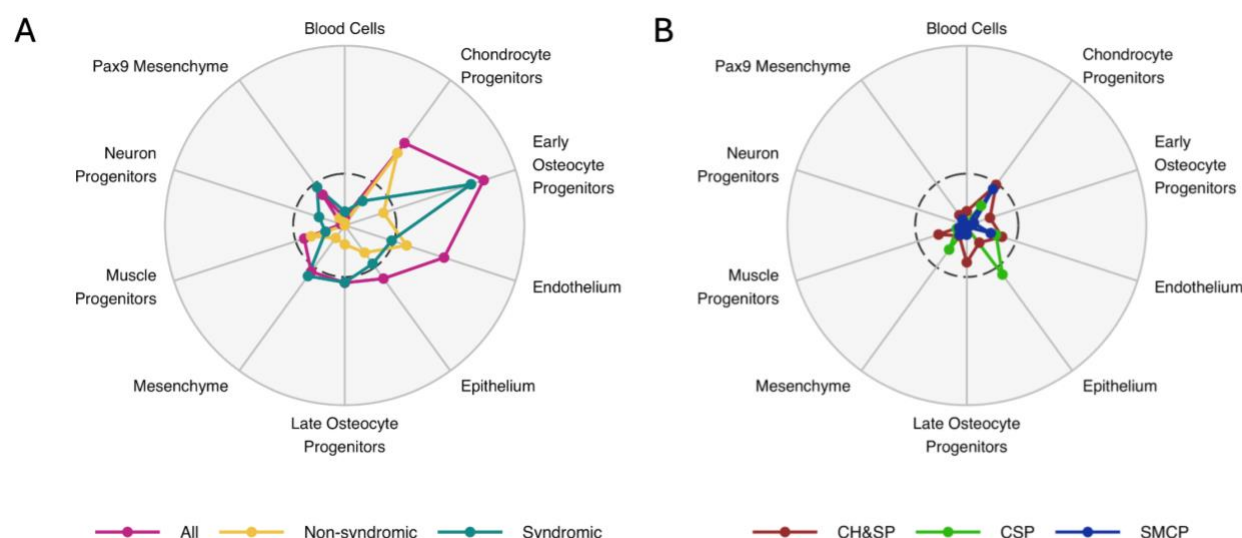 A
Blood Cells
Chondrocyte
Progenitors
Early
Osteocyte
Progenitors
Endothelium
Epithelium
Late Osteocyte
Progenitors
Mesenchyme
Muscle
Progenitors
Neuron
Progenitors
Pax9 Mesenchyme
All
Non-syndromic
Syndromic
B
Blood Cells
Chondrocyte
Progenitors
Early
Osteocyte
Progenitors
Endothelium
Epithelium
Late Osteocyte
Progenitors
Mesenchyme
Muscle
Progenitors
Neuron
Progenitors
Pax9 Mesenchyme
CH&SP
CSP
SMCP